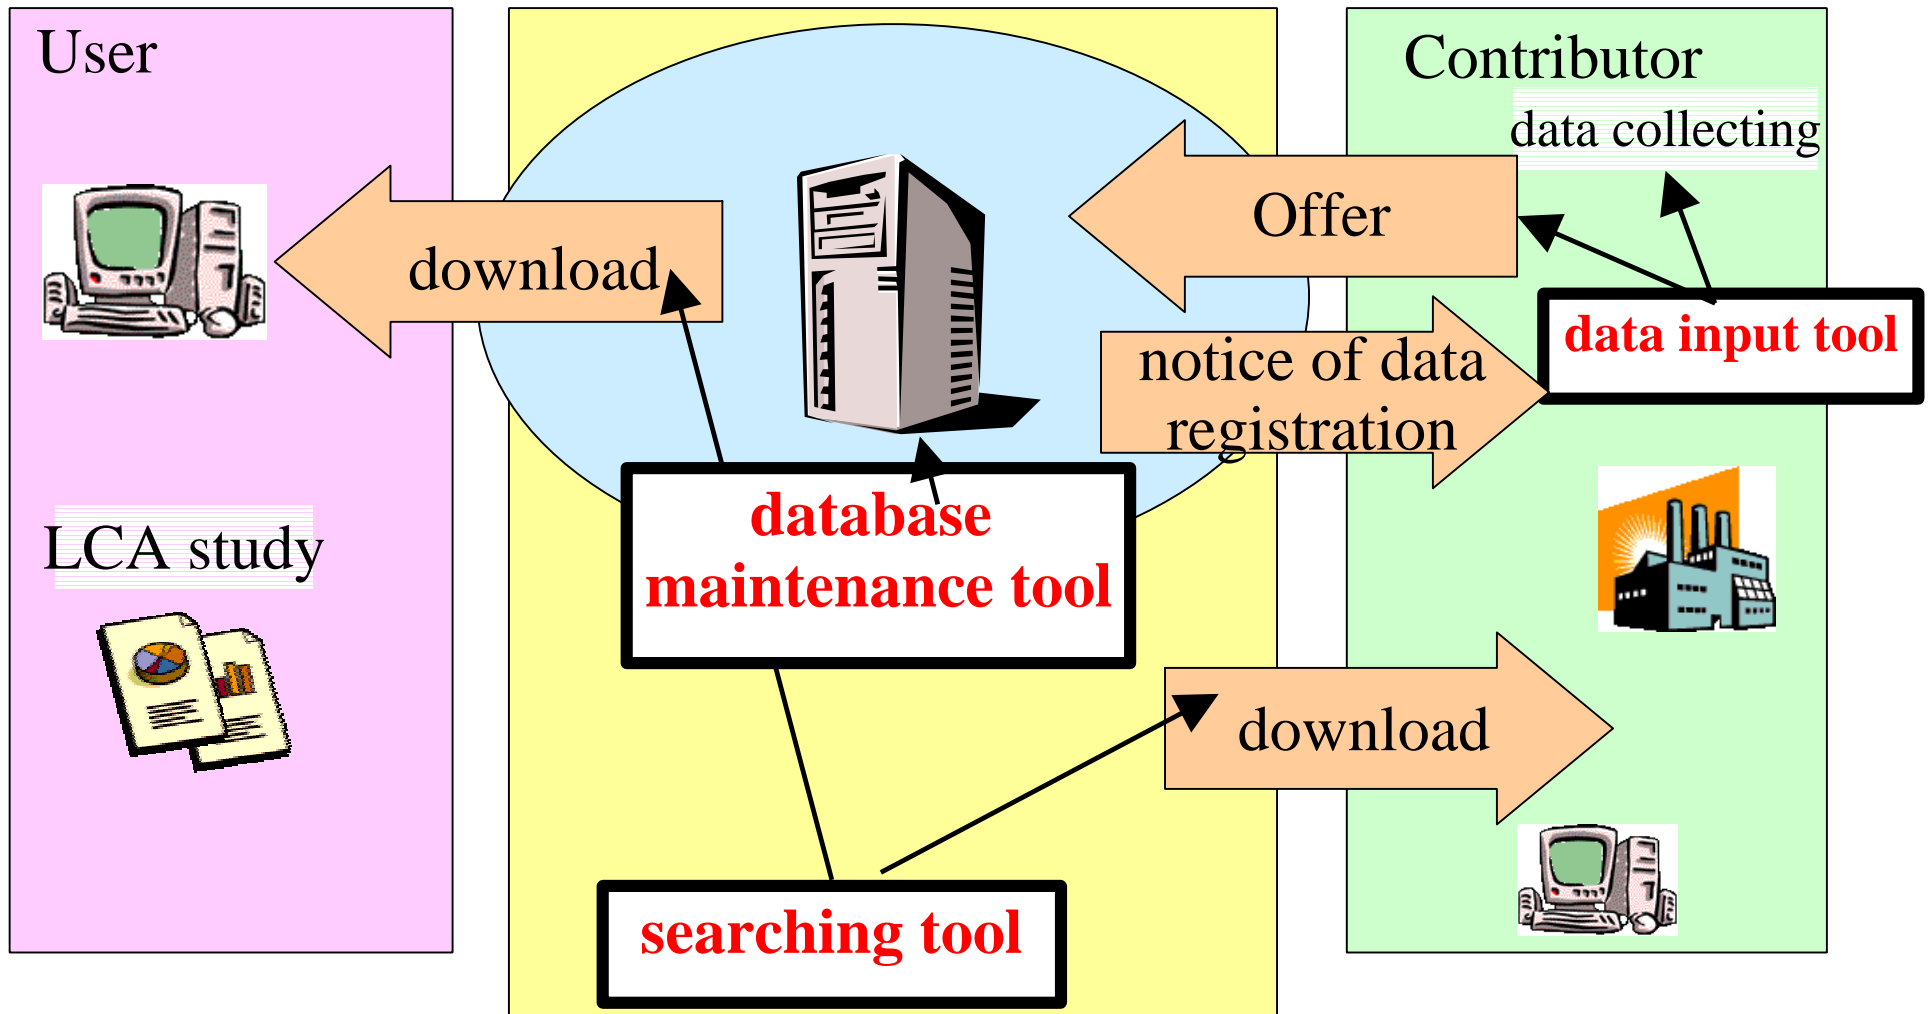 User
download
LCA study
database
maintenance tool
searching tool
Contributor
data collecting
Offer
data input tool
notice of data
registration
download